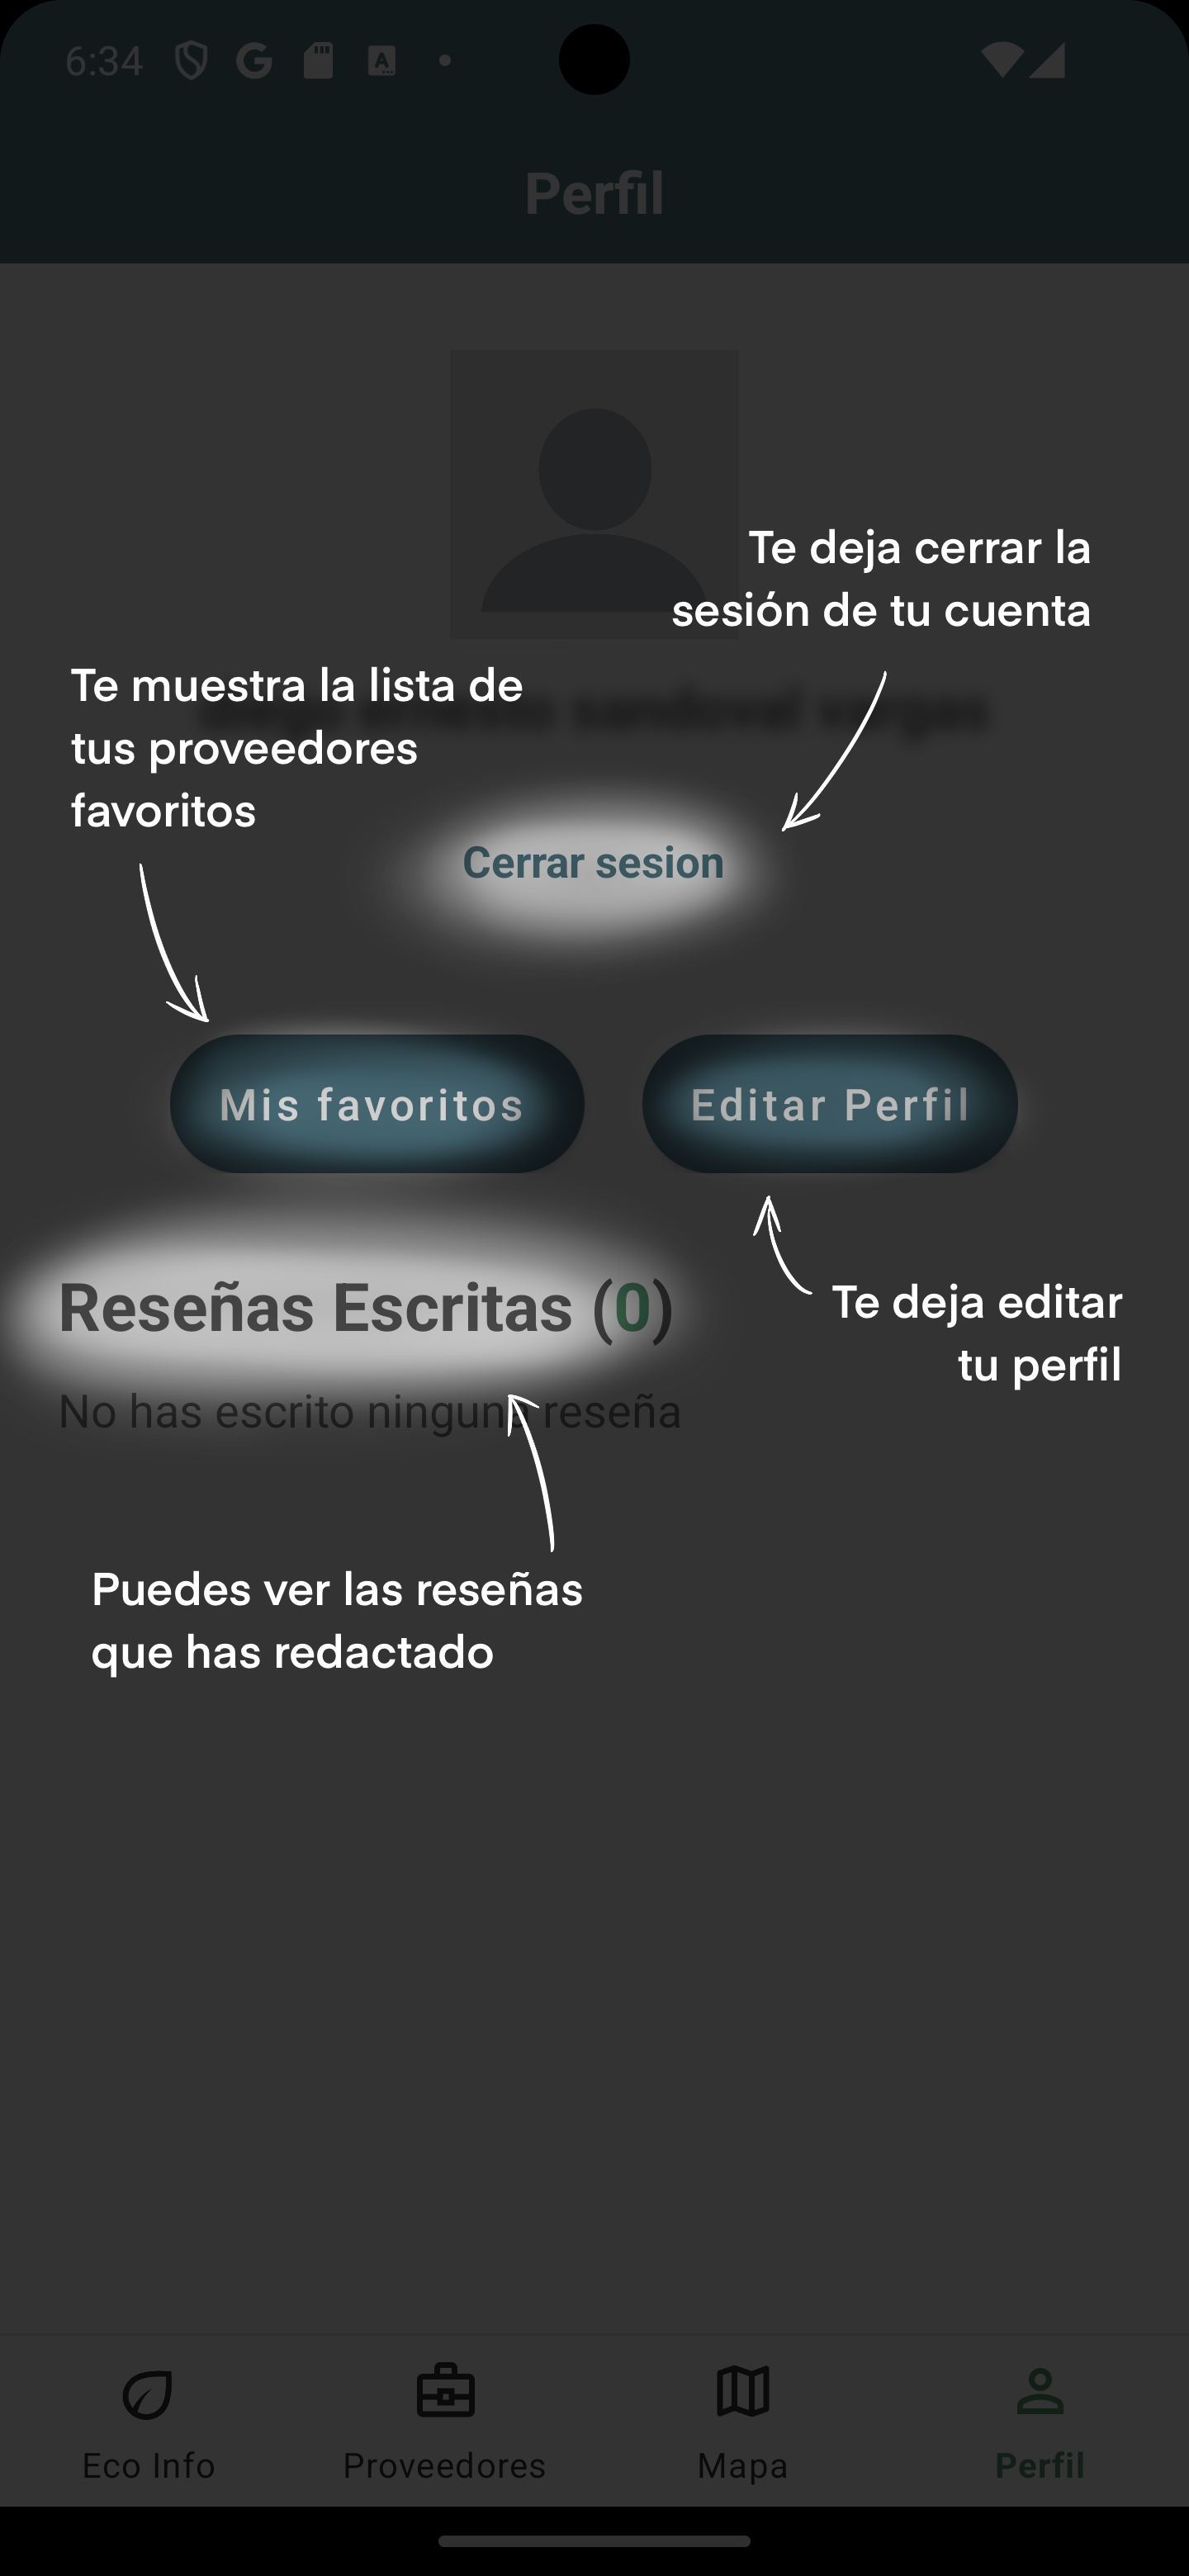 6:34
Perfil
Te deja cerrar la
sesión de tu cuenta
Te muestra la lista de
tus proveedores
favoritos
sandoval vargas
Cerrar sesion
Mis favoritos
Editar Perfil
Reseñas Escritas (0)
No has escrito ninguna reseña
Te deja editar
tu perfil
Puedes ver las reseñas
que has redactado
Eco Info
Proveedores
Mapa
Perfil